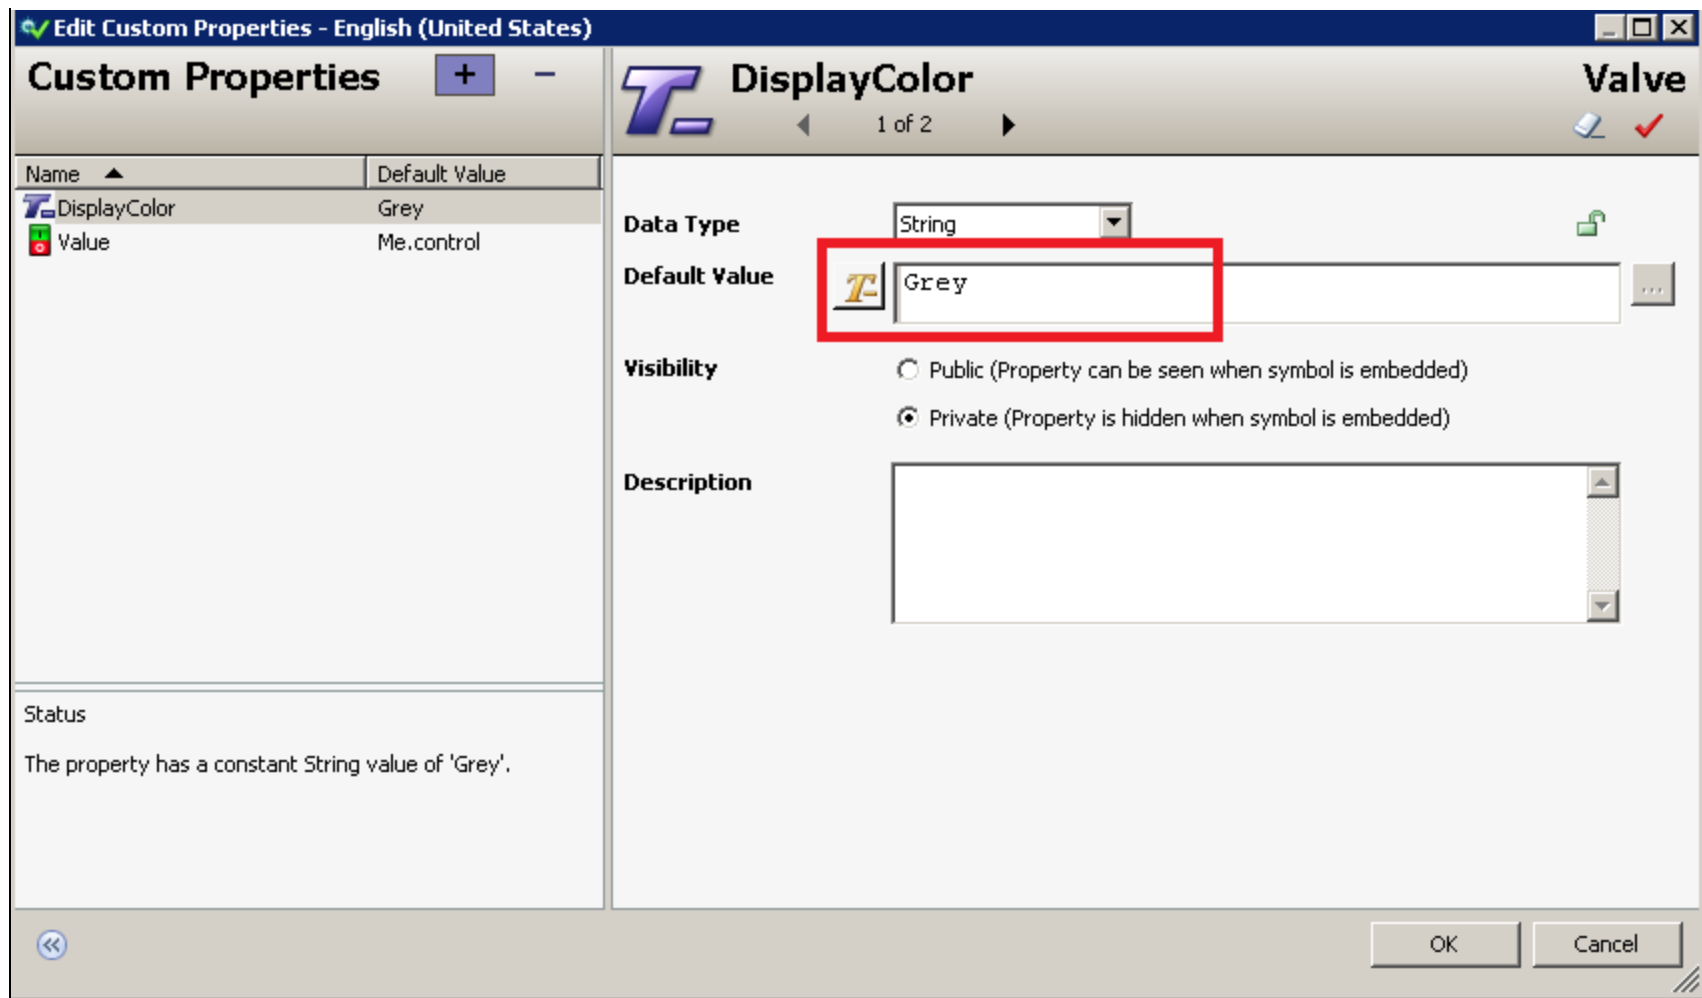 Edit Custom Properties - English (United States)
Custom Properties
DisplayColor
Valve
1 of 2
Name
Default Value
DisplayColor
Grey
Value
Me.control
Data Type
String
Default Value
Grey
...
Visibility
Public (Property can be seen when symbol is embedded)
Private (Property is hidden when symbol is embedded)
Description
Status
The property has a constant String value of 'Grey'.
OK
Cancel